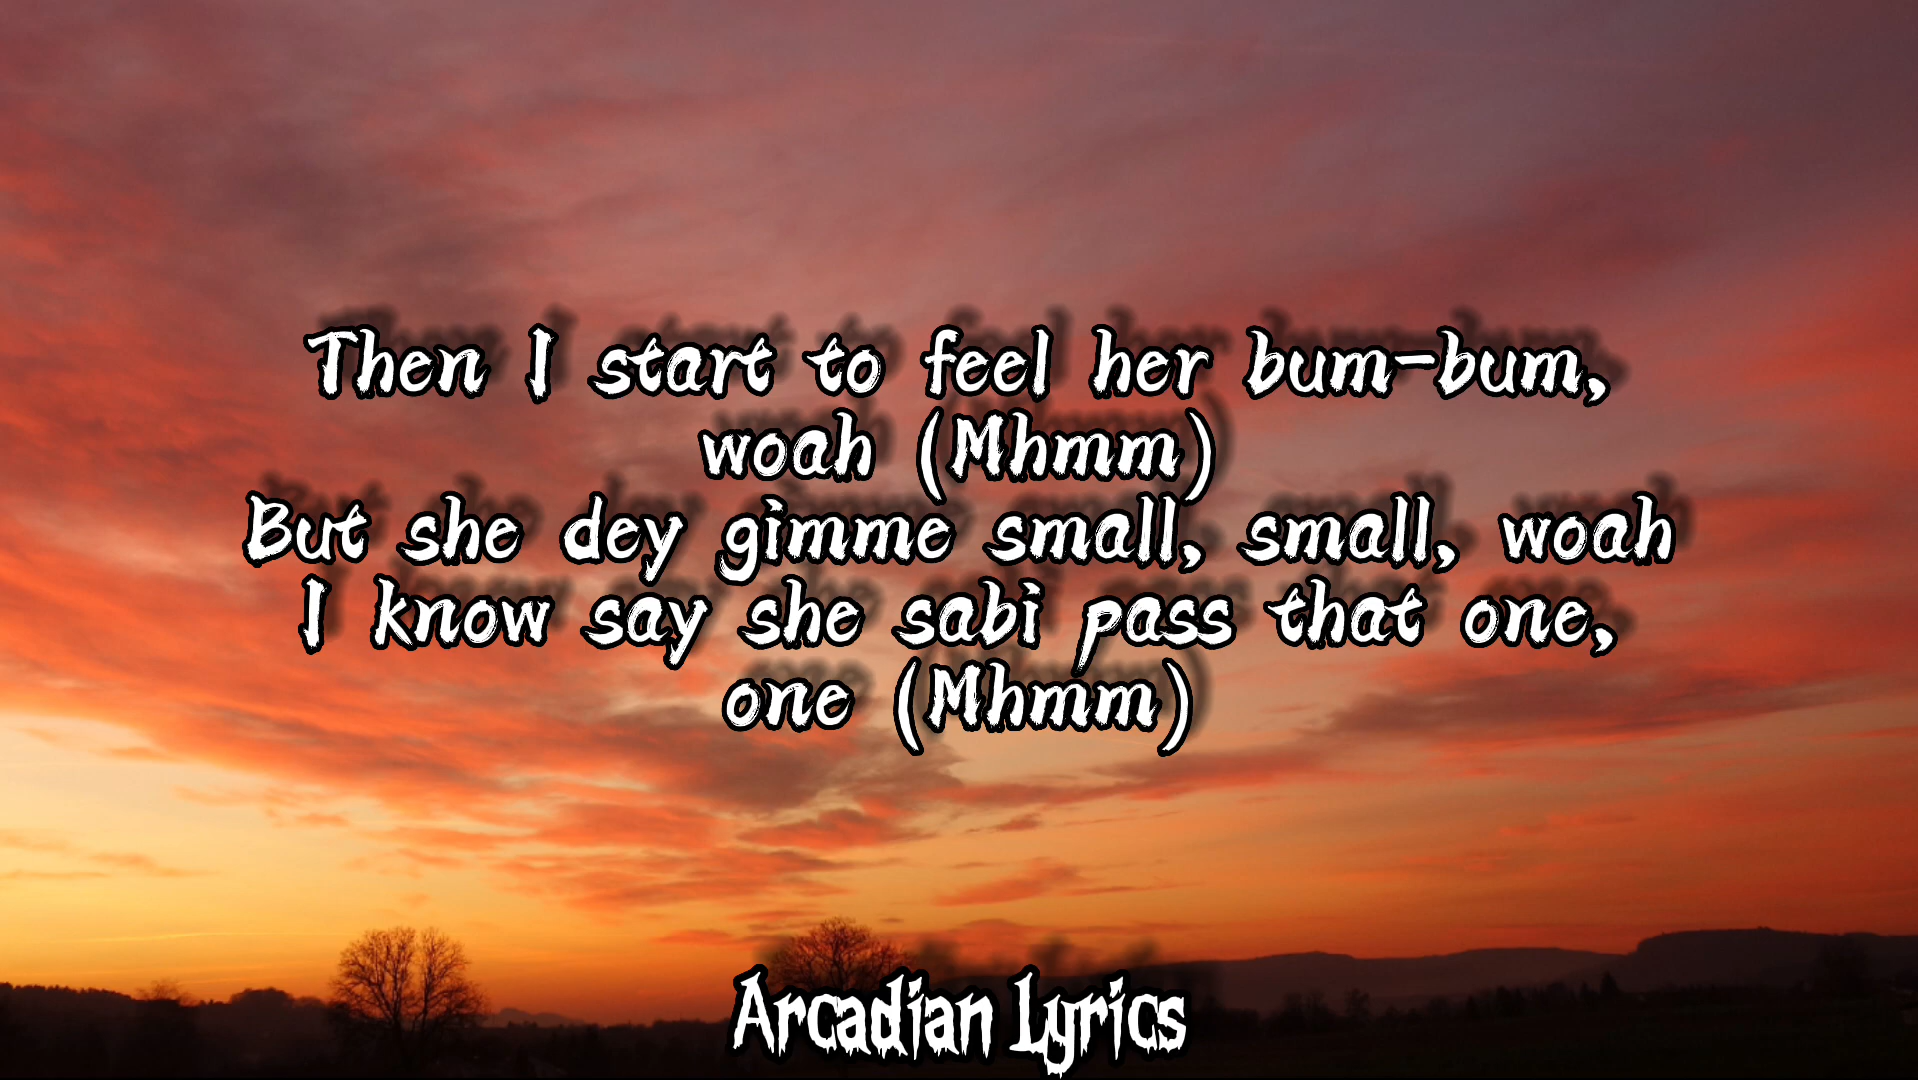 Then I start to feel her bum-bum,
woah (Mhmm)
But she dey gimme small, small, woah
I know say she sabi pass that one,
one (Mhmm)
Arcadian Lyrics